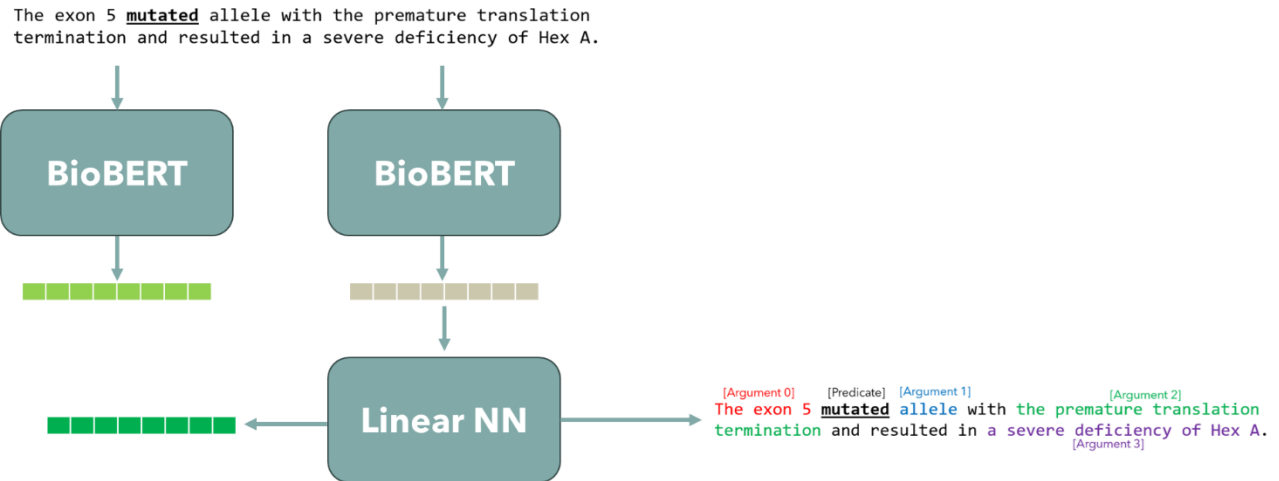 The exon 5 mutated allele with the premature translation
termination and resulted in a severe deficiency of Hex A.
BioBERT
BioBERT
Linear NN
[Argument 0] [Predicate] [Argument 1] [Argument 2]
The exon 5 mutated allele with the premature translation
termination and resulted in a severe deficiency of Hex A.
[Argument 3]